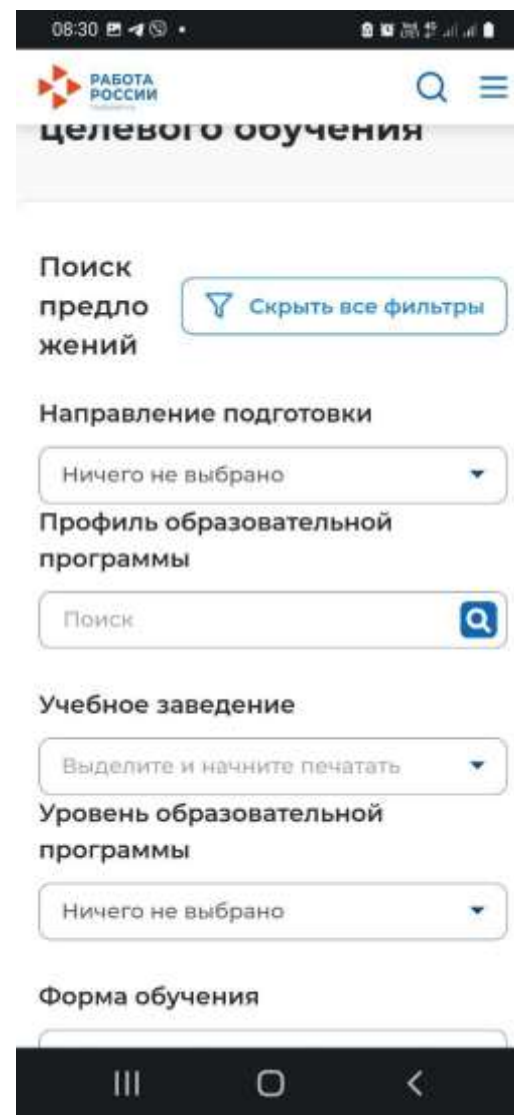 08:30
РАБОТА
РОССИИ
целевого обучения
Поиск
предло
жений
Скрыть все фильтры
Направление подготовки
Ничего не выбрано
Профиль образовательной
программы
Поиск
Учебное заведение
Выделите и начните печатать
Уровень образовательной
программы
Ничего не выбрано
Форма обучения